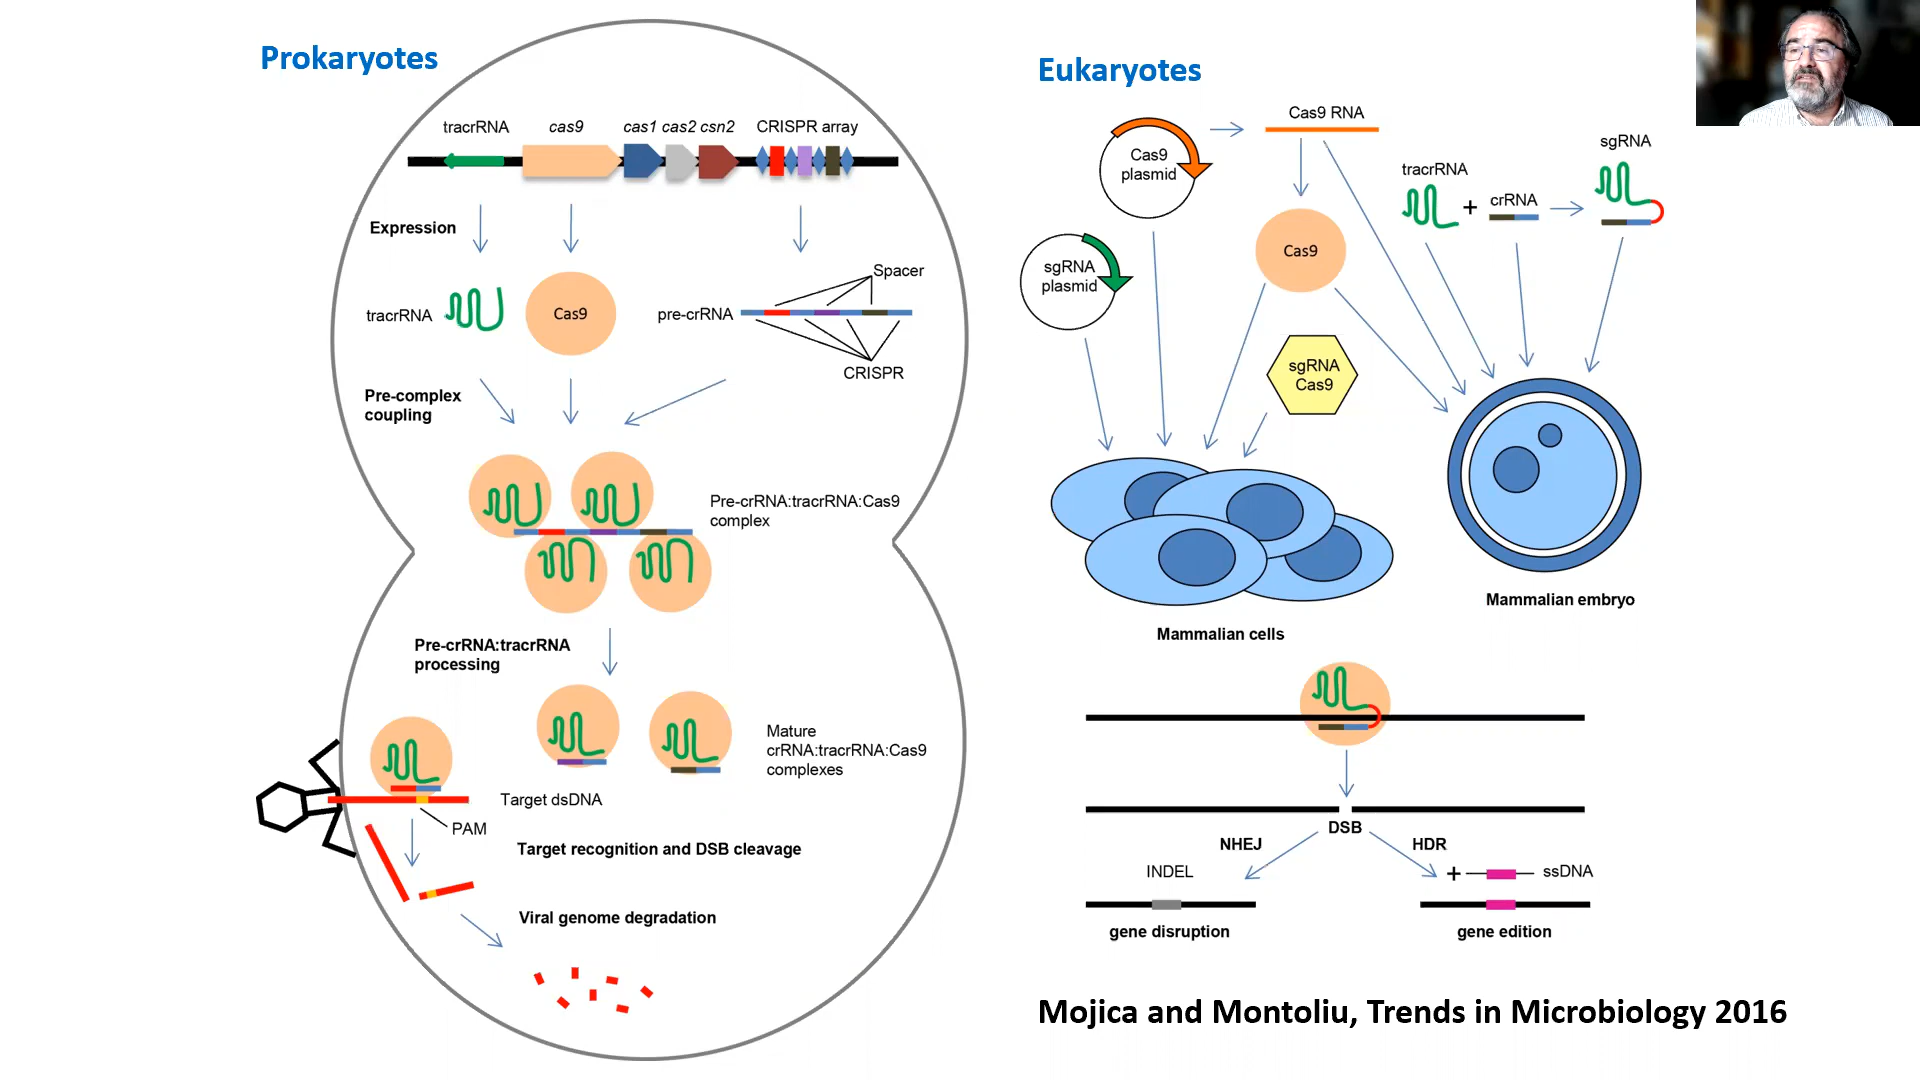 Prokaryotes
tracrRNA
cas9
cas1 cas2 csn2
CRISPR array
Expression
tracrRNA
Cas9
pre-crRNA
Spacer
CRISPR
Pre-complex
coupling
Pre-crRNA:tracrRNA:Cas9
complex
Pre-crRNA:tracrRNA
processing
Mature
crRNA:tracrRNA:Cas9
complexes
Target dsDNA
PAM
Target recognition and DSB cleavage
Viral genome degradation
Eukaryotes
Cas9
plasmid
Cas9 RNA
sgRNA
tracrRNA
+
crRNA
Cas9
sgRNA
plasmid
sgRNA
Cas9
Mammalian cells
Mammalian embryo
DSB
NHEJ
HDR
INDEL
+
ssDNA
gene disruption
gene edition
Mojica and Montoliu, Trends in Microbiology 2016